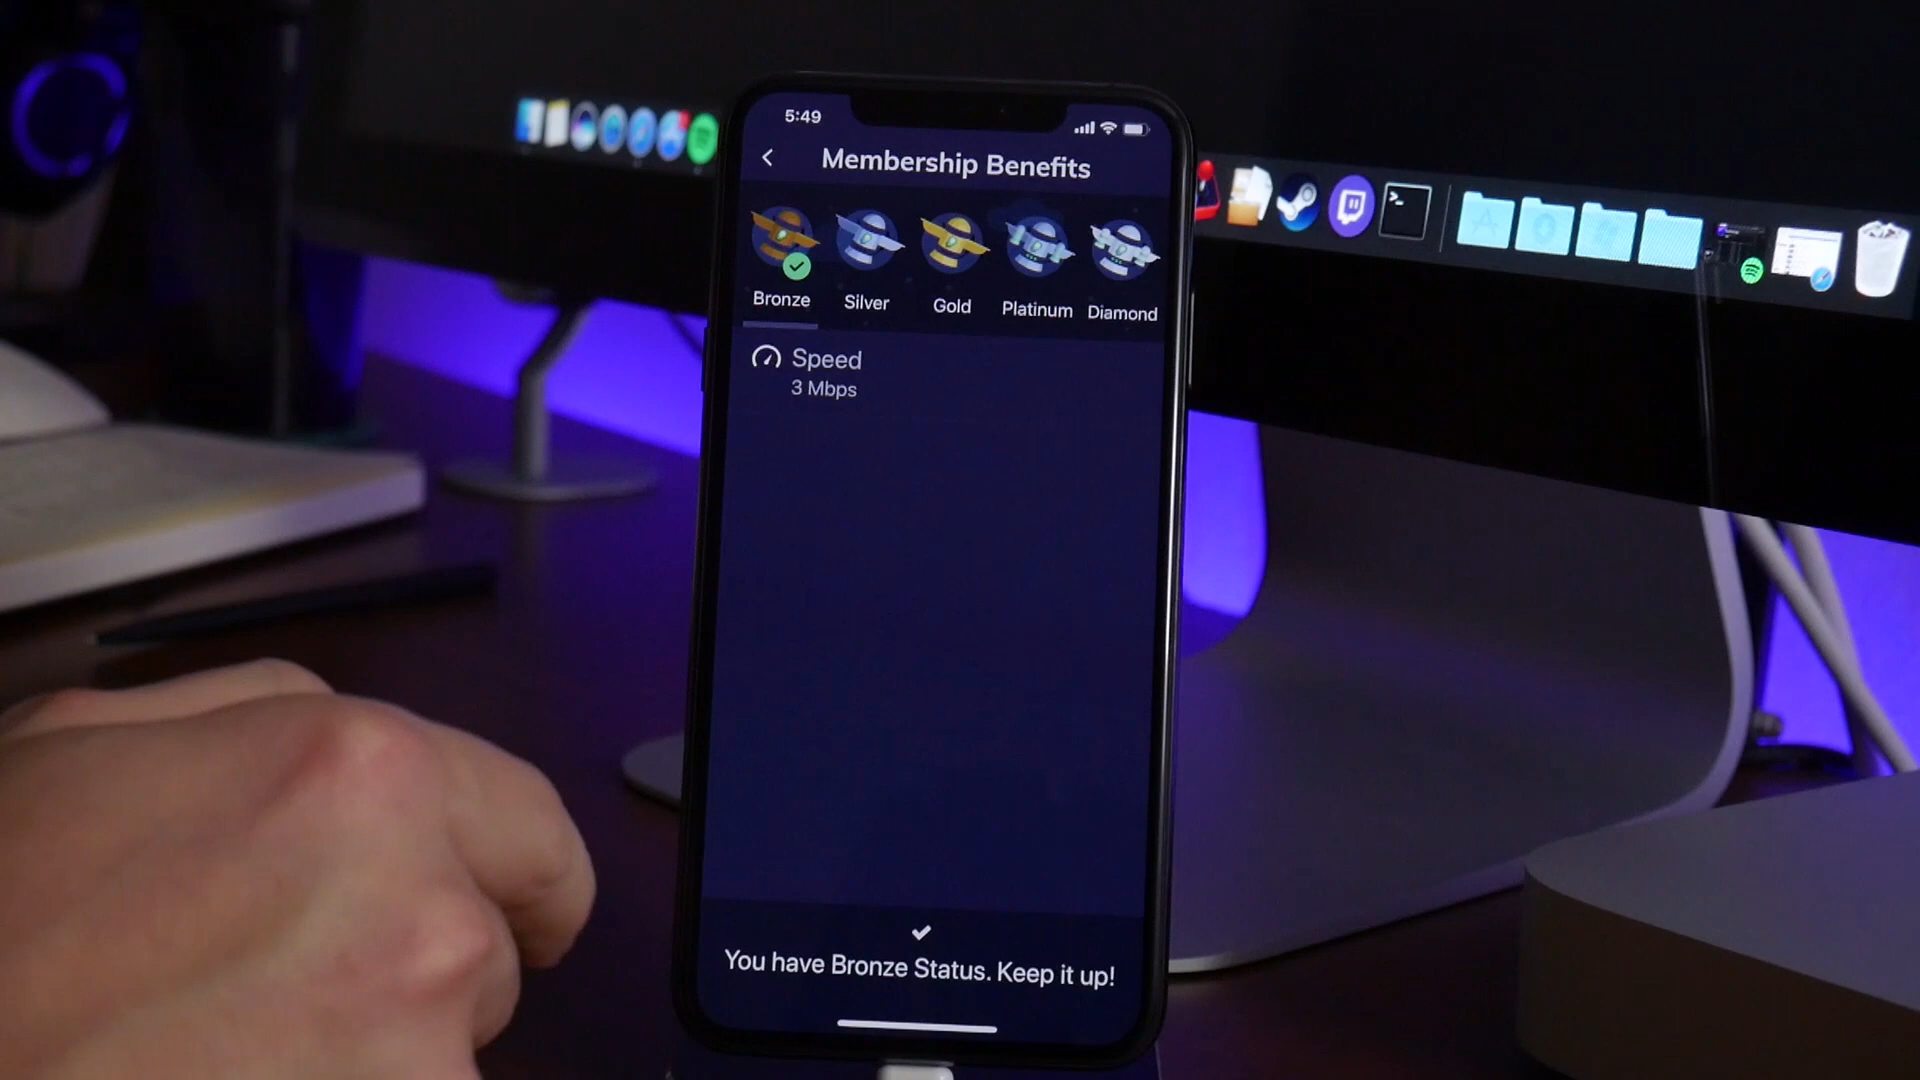 5:49
Membership Benefits
Bronze
Silver
Gold
Platinum
Diamond
Speed
3 Mbps
You have Bronze Status. Keep it up!